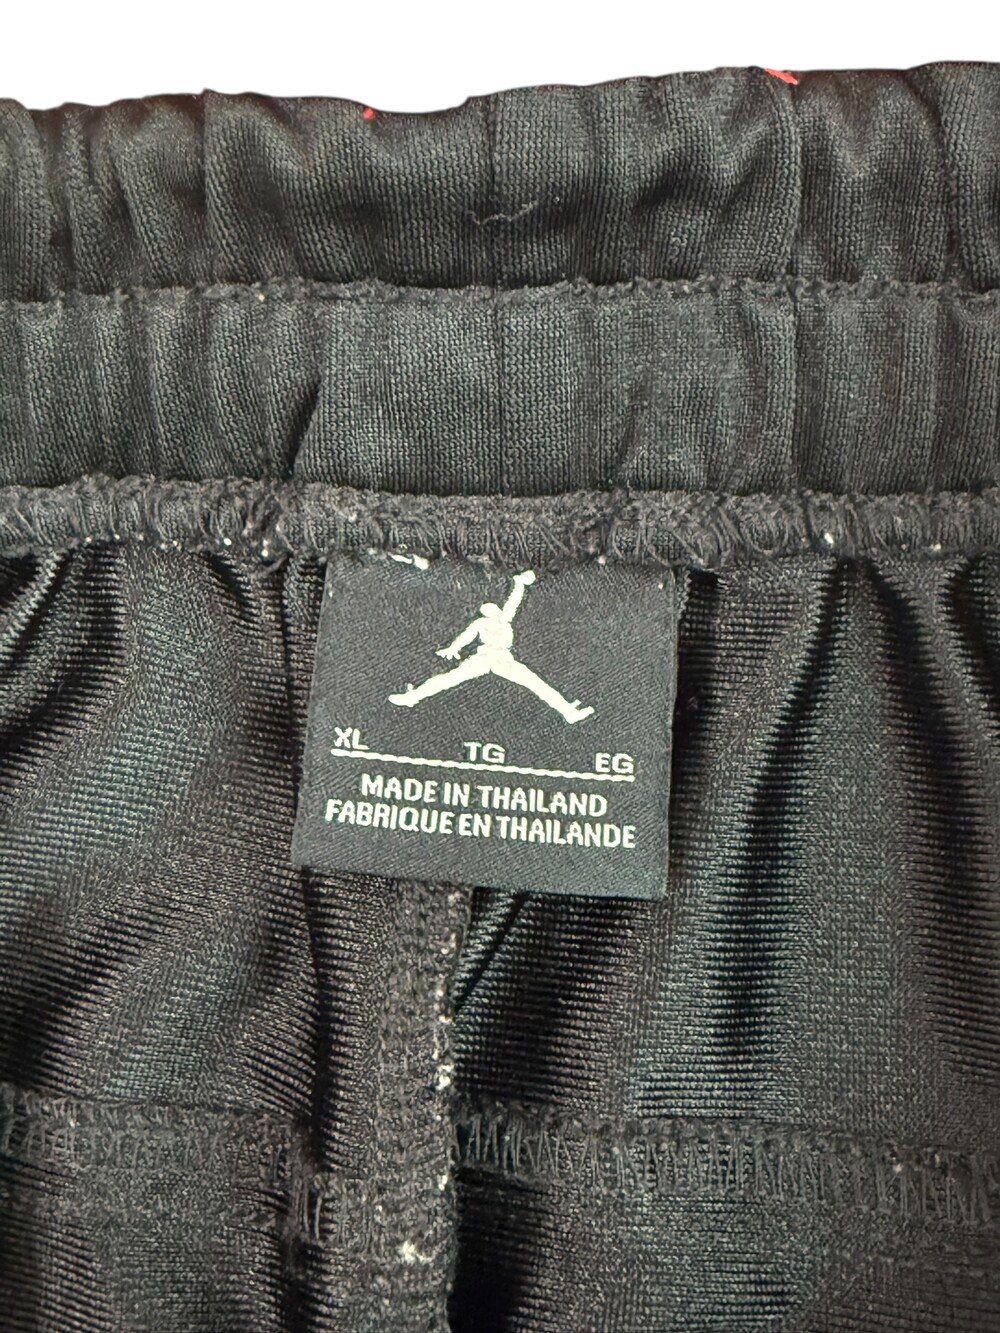 XL TG EG
MADE IN THAILAND
FABRIQUE EN THAILANDE